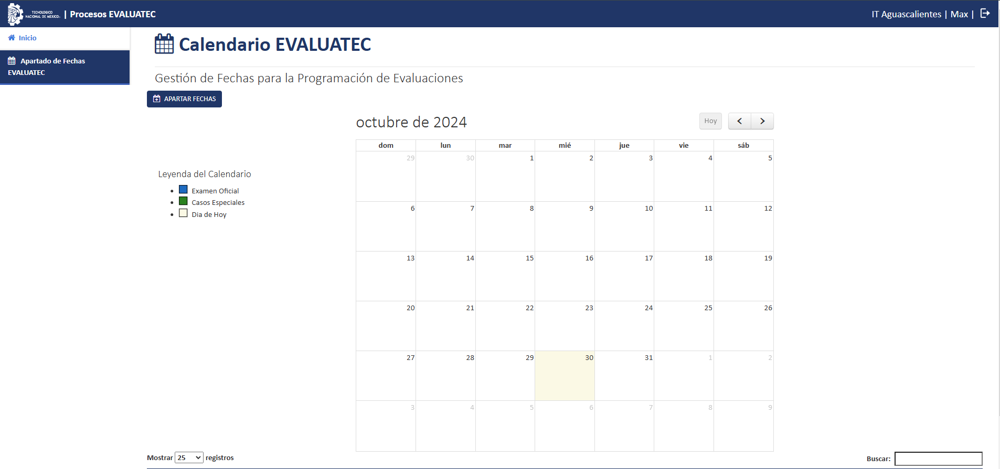 TECNOLÓGICO
NACIONAL DE MÉXICO. | Procesos EVALUATEC
IT Aguascalientes | Max |
Inicio
Apartado de Fechas
EVALUATEC
Calendario EVALUATEC
Gestión de Fechas para la Programación de Evaluaciones
APARTAR FECHAS
octubre de 2024
Hoy
Leyenda del Calendario
Examen Oficial
Casos Especiales
Dia de Hoy
dom lun mar mié jue vie sáb
29 30 1 2 3 4 5
6 7 8 9 10 11 12
13 14 15 16 17 18 19
20 21 22 23 24 25 26
27 28 29 30 31 1 2
3 4 5 6 7 8 9
Mostrar 25 registros
Buscar: